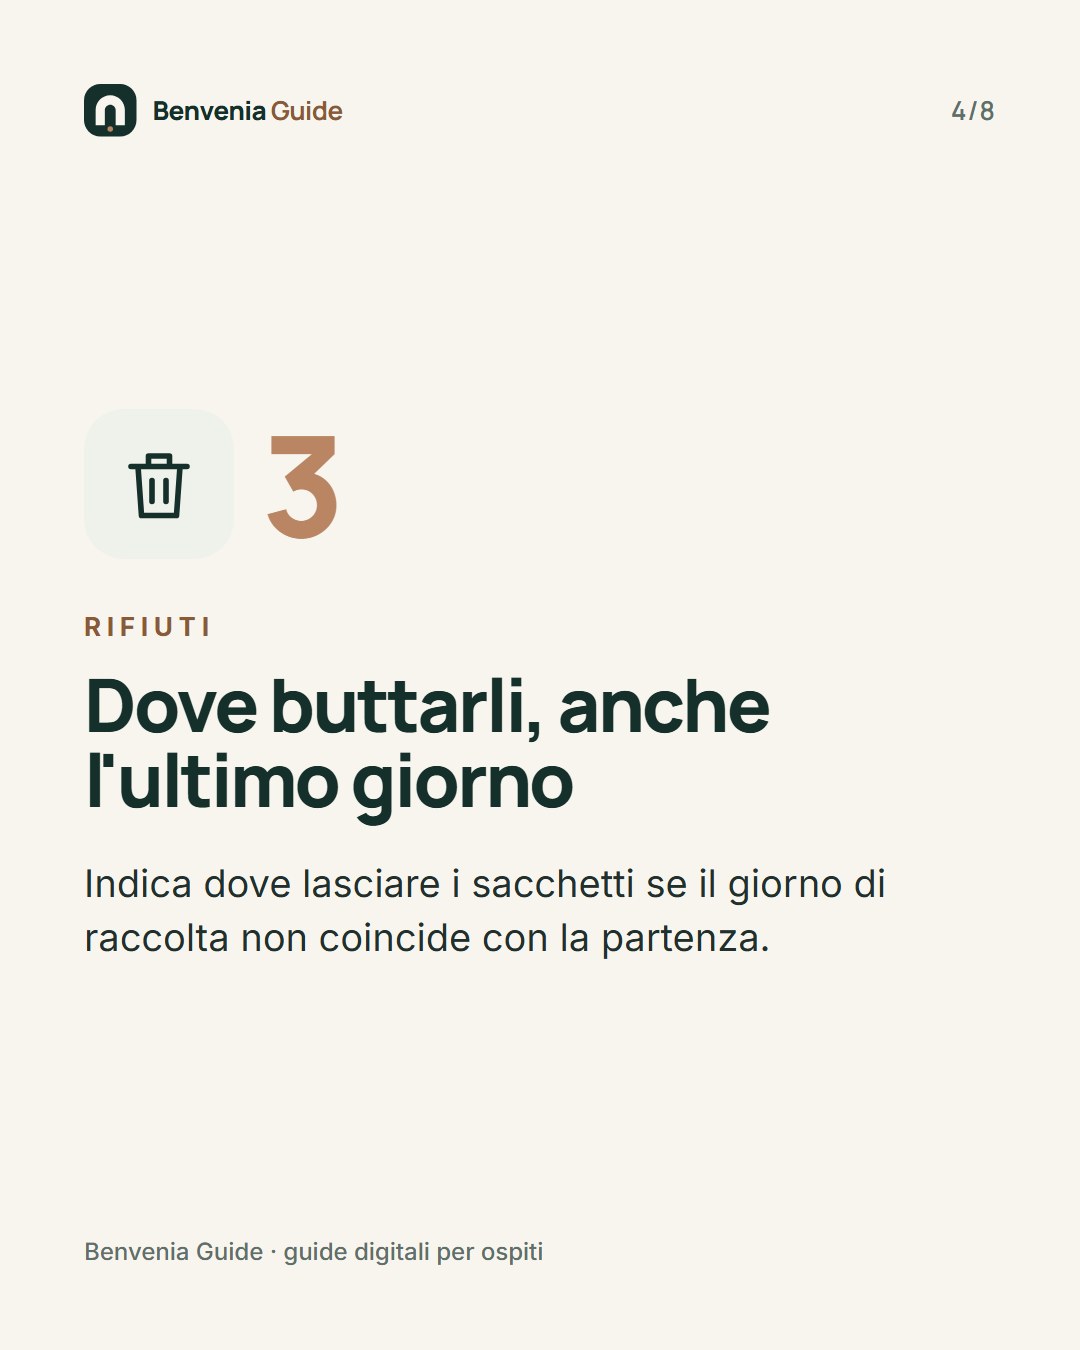 Benvenia Guide
4/8
3
RIFIUTI
Dove buttarli, anche
l'ultimo giorno
Indica dove lasciare i sacchetti se il giorno di
raccolta non coincide con la partenza.
Benvenia Guide · guide digitali per ospiti